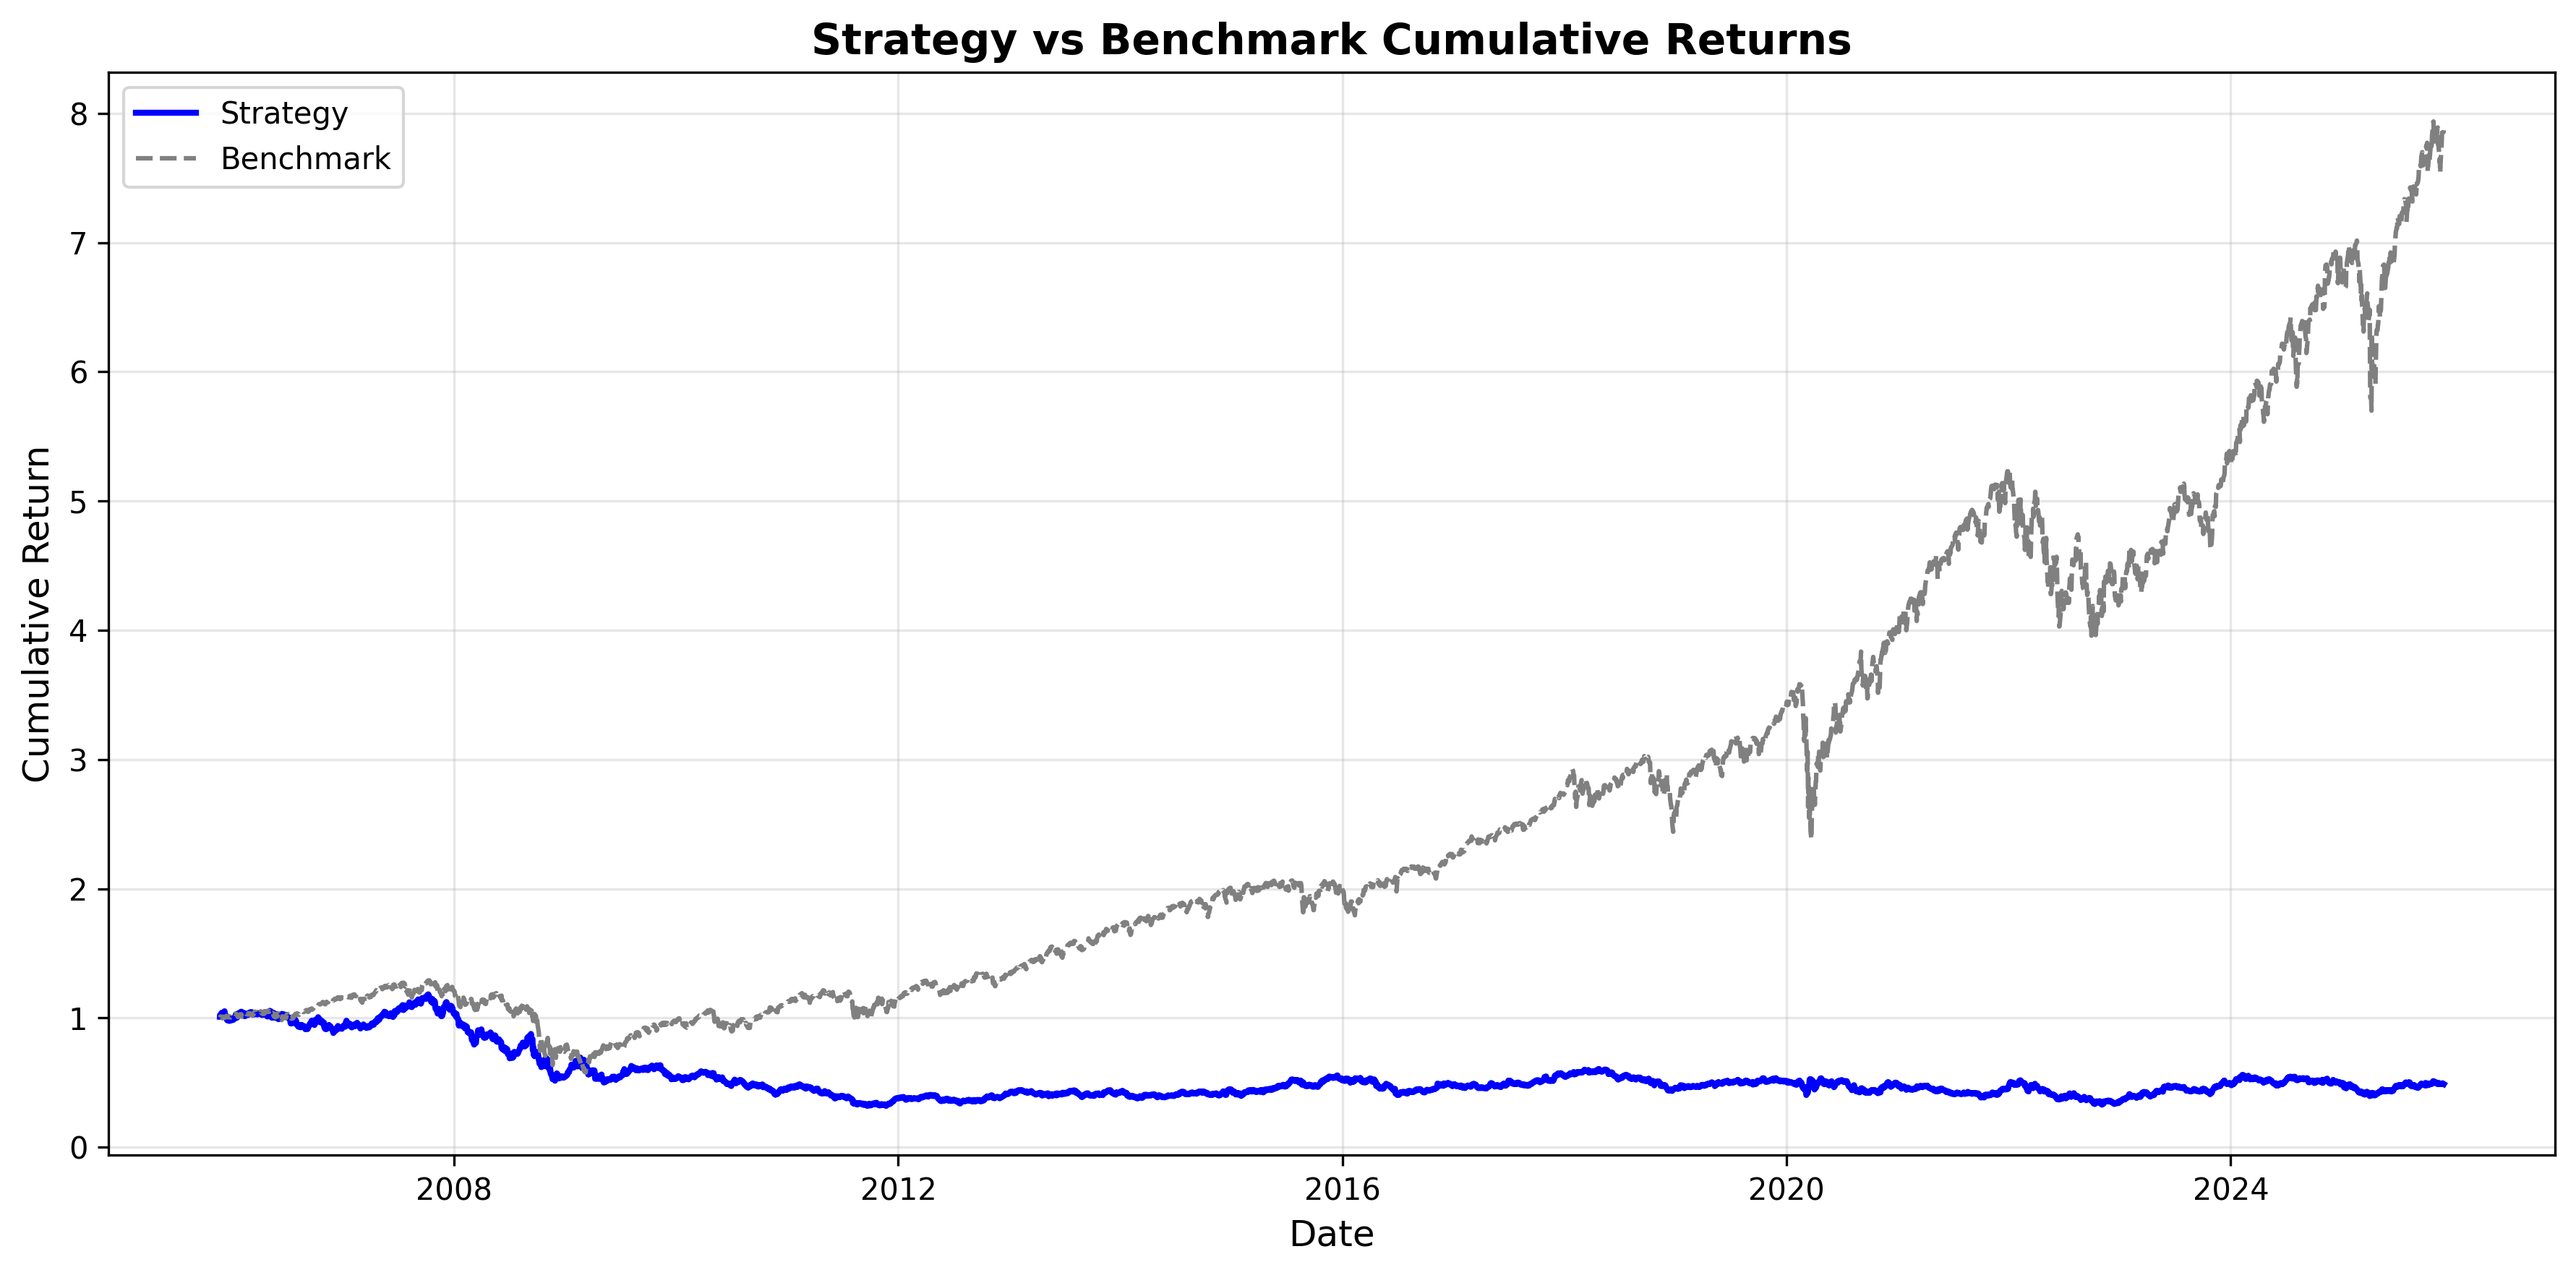 Strategy vs Benchmark Cumulative Returns
Strategy
Benchmark
Cumulative Return
8
7
6
5
4
3
2
1
0
2008 2012 2016 2020 2024
Date